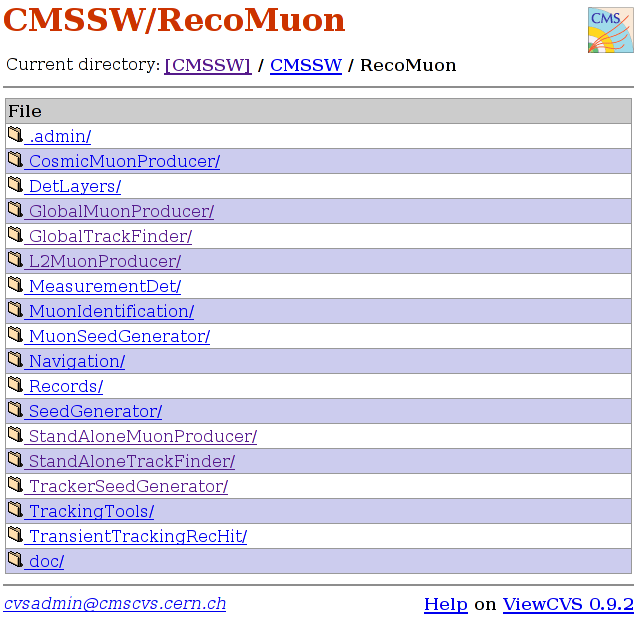 CMSSW/RecoMuon
CMS
Current directory: [CMSSW] / CMSSW / RecoMuon
File
.admin/
CosmicMuonProducer/
DetLayers/
GlobalMuonProducer/
GlobalTrackFinder/
L2MuonProducer/
MeasurementDet/
MuonIdentification/
MuonSeedGenerator/
Navigation/
Records/
SeedGenerator/
StandAloneMuonProducer/
StandAloneTrackFinder/
TrackerSeedGenerator/
TrackingTools/
TransientTrackingRecHit/
doc/
cvsadmin@cmscvs.cern.ch Help on ViewCVS 0.9.2